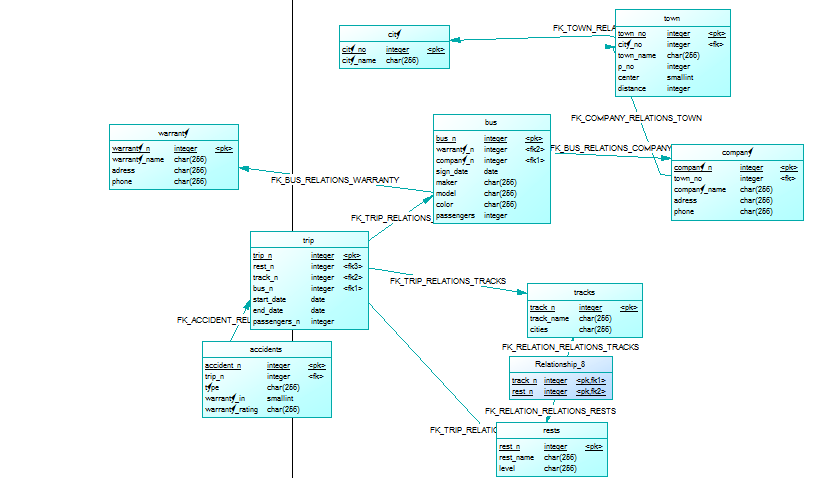 city
city_no integer <pk>
city_name char(256)
FK_TOWN_RELA
town
town_no integer <pk>
city_no integer <fk>
town_name char(256)
p_no integer
center smallint
distance integer
FK_COMPANY_RELATIONS_TOWN
warranty
warranty_n integer <pk>
warranty_name char(256)
adress char(256)
phone char(256)
bus
bus_n integer <pk>
warranty_n integer <fk2>
company_n integer <fk1>
sign_date date
maker char(256)
model char(256)
color char(256)
passengers integer
FK_BUS_RELATIONS_COMPANY
company
company_n integer <pk>
town_no integer <fk>
company_name char(256)
adress char(256)
phone char(256)
FK_BUS_RELATIONS_WARRANTY
FK_TRIP_RELATIONS_
trip
trip_n integer <pk>
rest_n integer <fk3>
track_n integer <fk2>
bus_n integer <fk1>
start_date date
end_date date
passengers_n integer
FK_TRIP_RELATIONS_TRACKS
tracks
track_n integer <pk>
track_name char(256)
cities char(256)
FK_ACCIDENT_REL
accidents
accident_n integer <pk>
trip_n integer <fk>
type char(256)
warranty_in smallint
warranty_rating char(256)
FK_RELATION_RELATIONS_TRACKS
Relationship_8
track_n integer <pk,fk1>
rest_n integer <pk,fk2>
FK_RELATION_RELATIONS_RESTS
FK_TRIP_RELATIO
rests
rest_n integer <pk>
rest_name char(256)
level char(256)